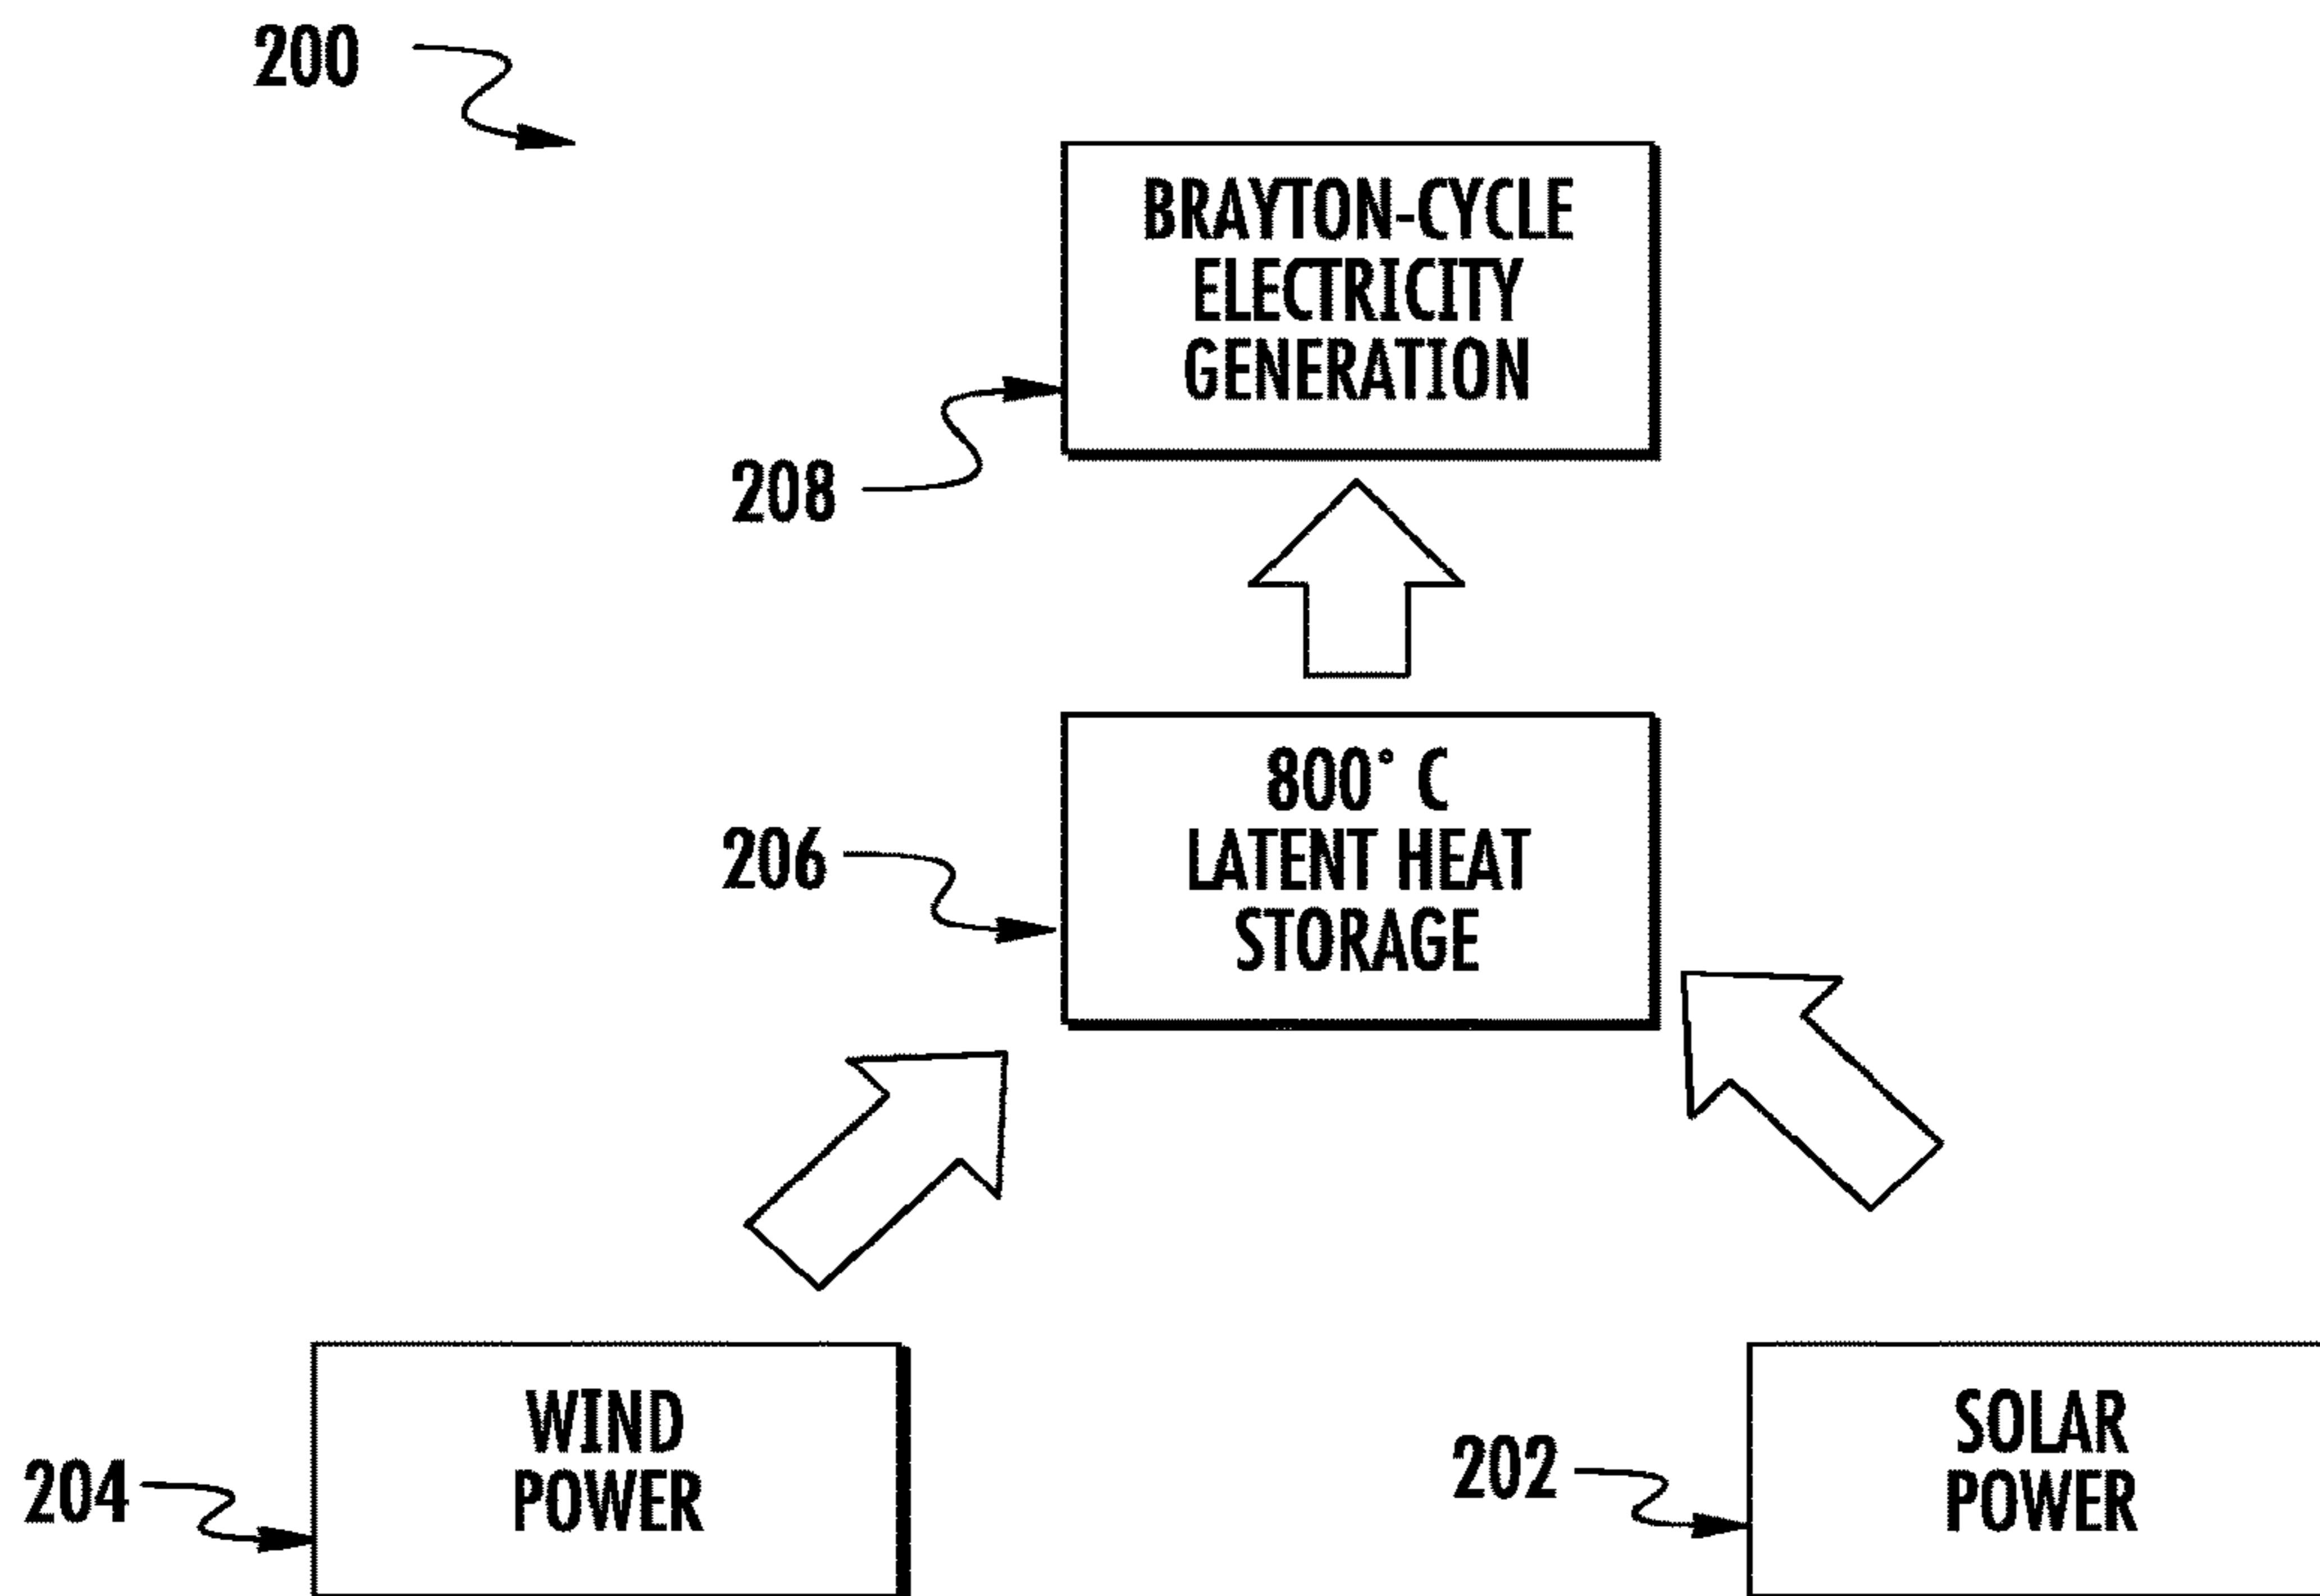 200
BRAYTON-CYCLE
ELECTRICITY
GENERATION
208
800° C
LATENT HEAT
STORAGE
206
WIND
POWER
204
SOLAR
POWER
202